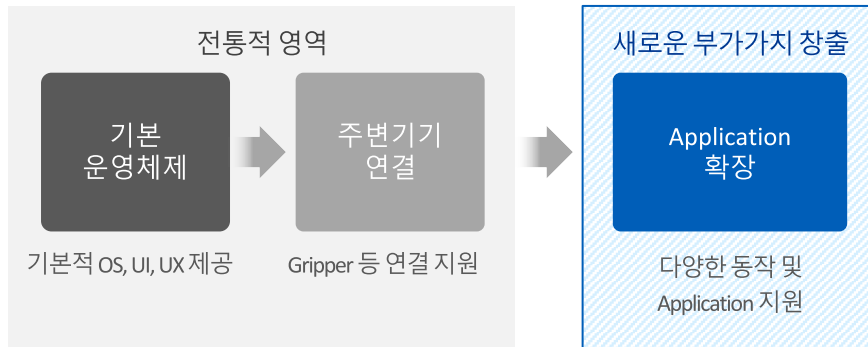 전통적 영역
기본
운영체제
기본적 OS, UI, UX 제공
주변기기
연결
Gripper 등 연결 지원
새로운 부가가치 창출
Application
확장
다양한 동작 및
Application 지원